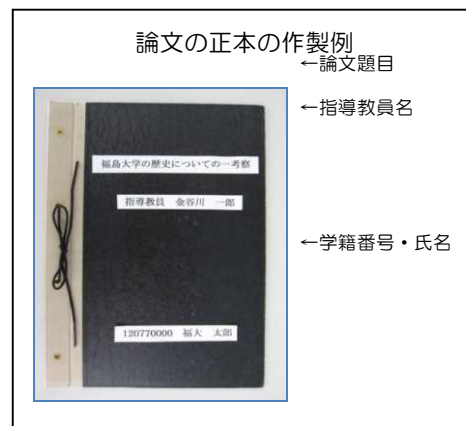 論文の正本の作製例
←論文題目
←指導教員名
福島大学の歴史についての一考察
指導教員 金谷川 一郎
←学籍番号・氏名
120770000 福大 太郎